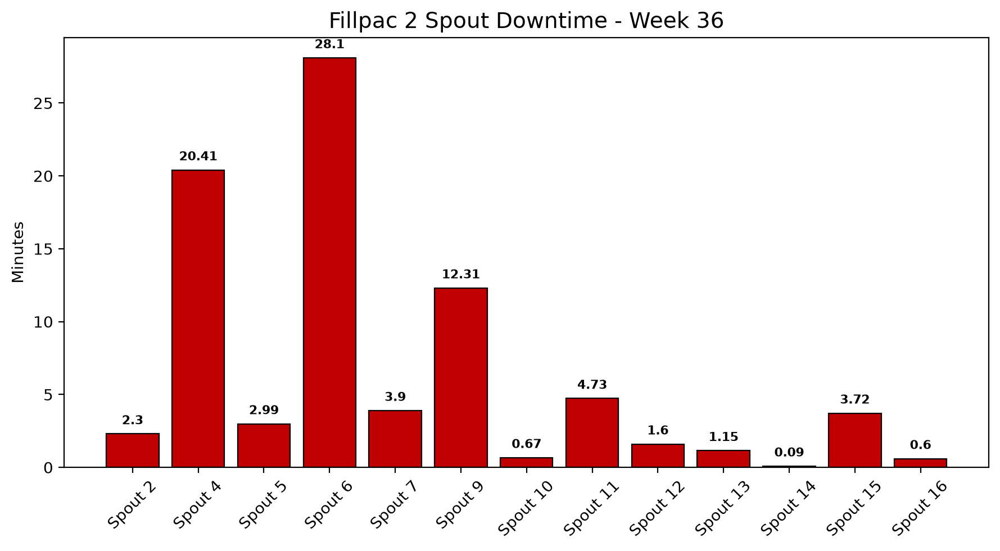 Fillpac 2 Spout Downtime - Week 36
Minutes
25
20
15
10
5
0
2.3
20.41
2.99
28.1
3.9
12.31
0.67
4.73
1.6
1.15
0.09
3.72
0.6
Spout 2
Spout 4
Spout 5
Spout 6
Spout 7
Spout 9
Spout 10
Spout 11
Spout 12
Spout 13
Spout 14
Spout 15
Spout 16